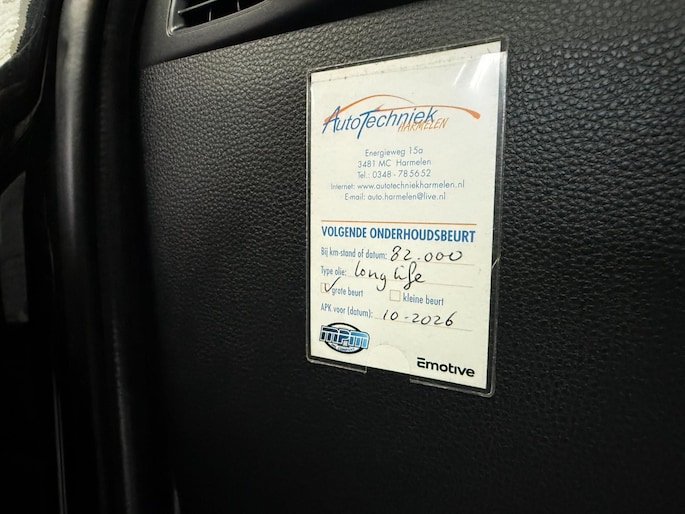 AutoTechniek
HARMELEN
Energieweg 15a
3481 MC Harmelen
Tel.: 0348 - 785652
Internet: www.autotechniekharmelen.nl
E-mail: auto.harmelen@live.nl
VOLGENDE ONDERHOUDSBEURT
Bij km-stand of datum: 82.000
Type olie: Long life
grote beurt kleine beurt
APK voor (datum): 10-2026
mpm
Emotive